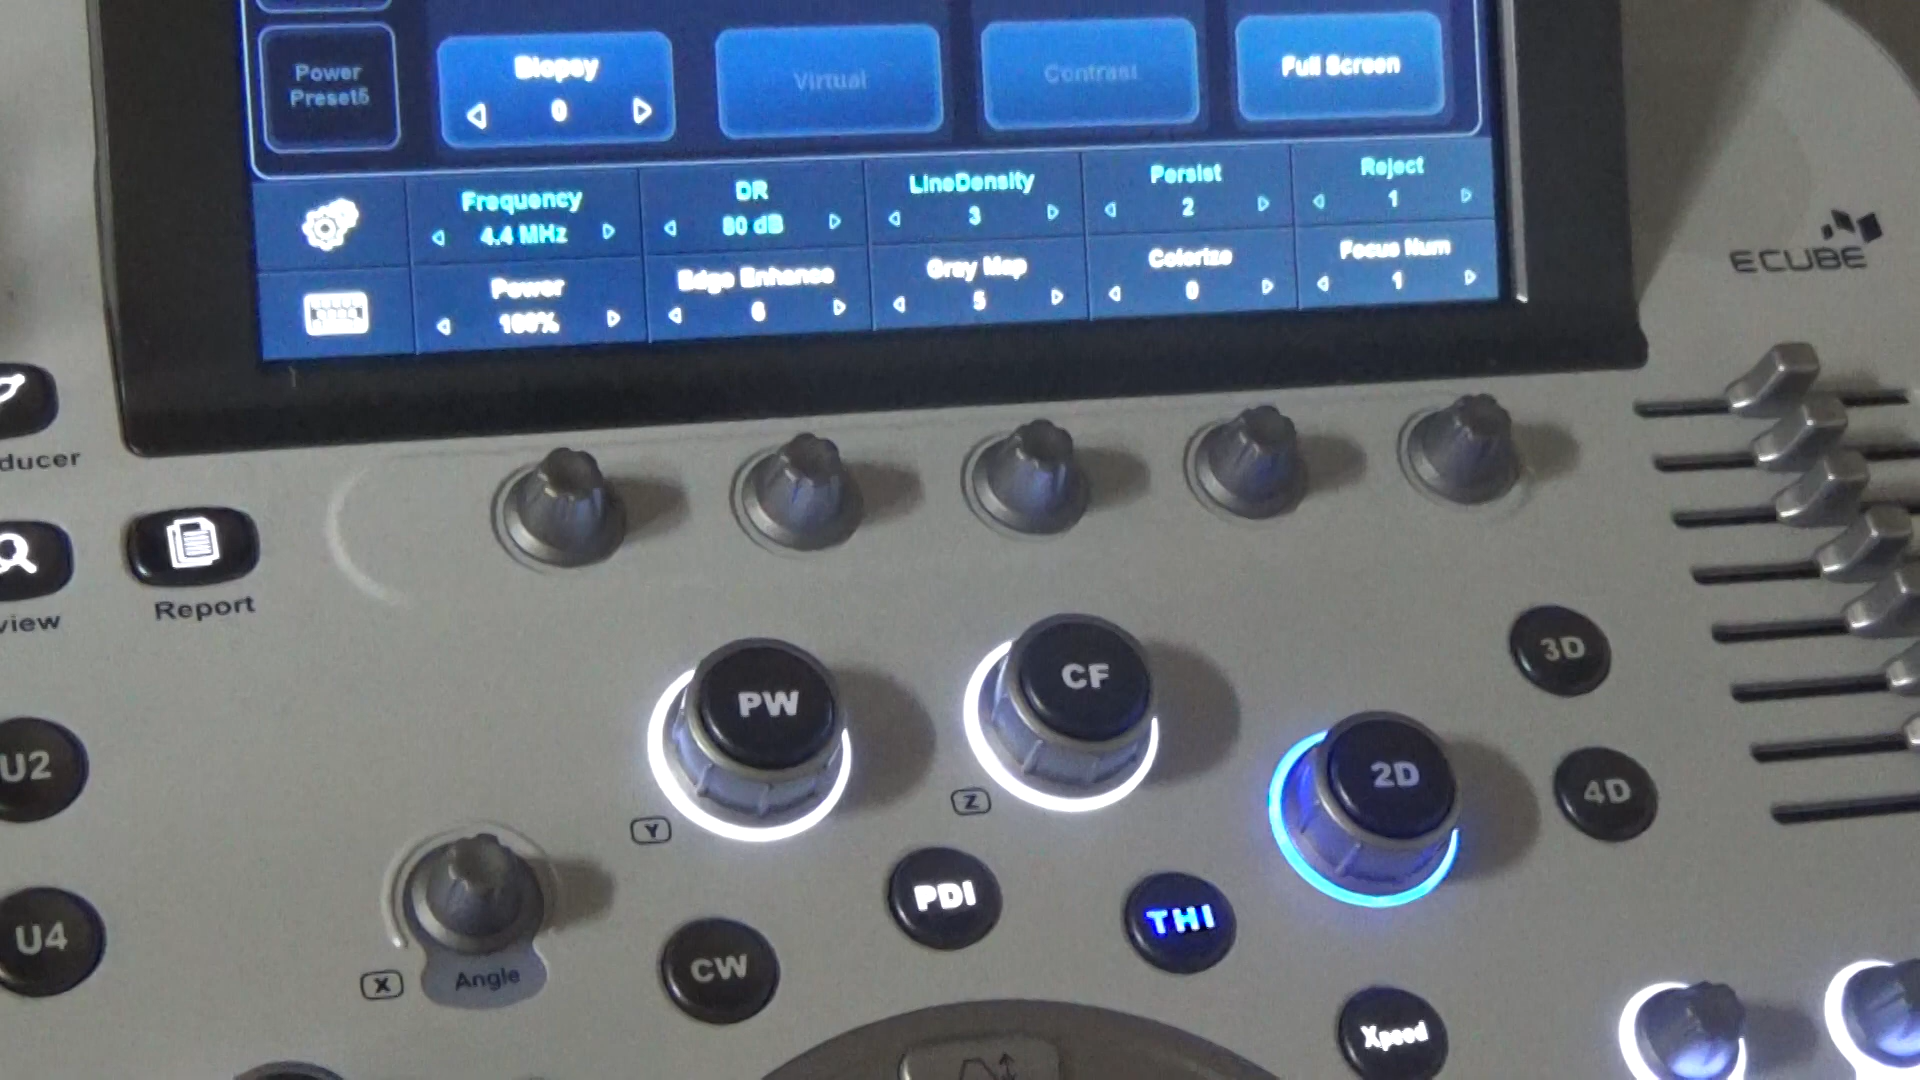 Power
Preset5
Biopsy
0
Virtual
Contrast
Full Screen
Frequency
4.4 MHz
DR
80 dB
LineDensity
3
Persist
2
Reject
1
Power
100%
Edge Enhance
6
Gray Map
5
Colorize
0
Focus Num
1
ECUBE
ducer
view
Report
PW
CF
2D
3D
4D
Y
Z
U2
U4
X
Angle
CW
PDI
THI
Xpeed